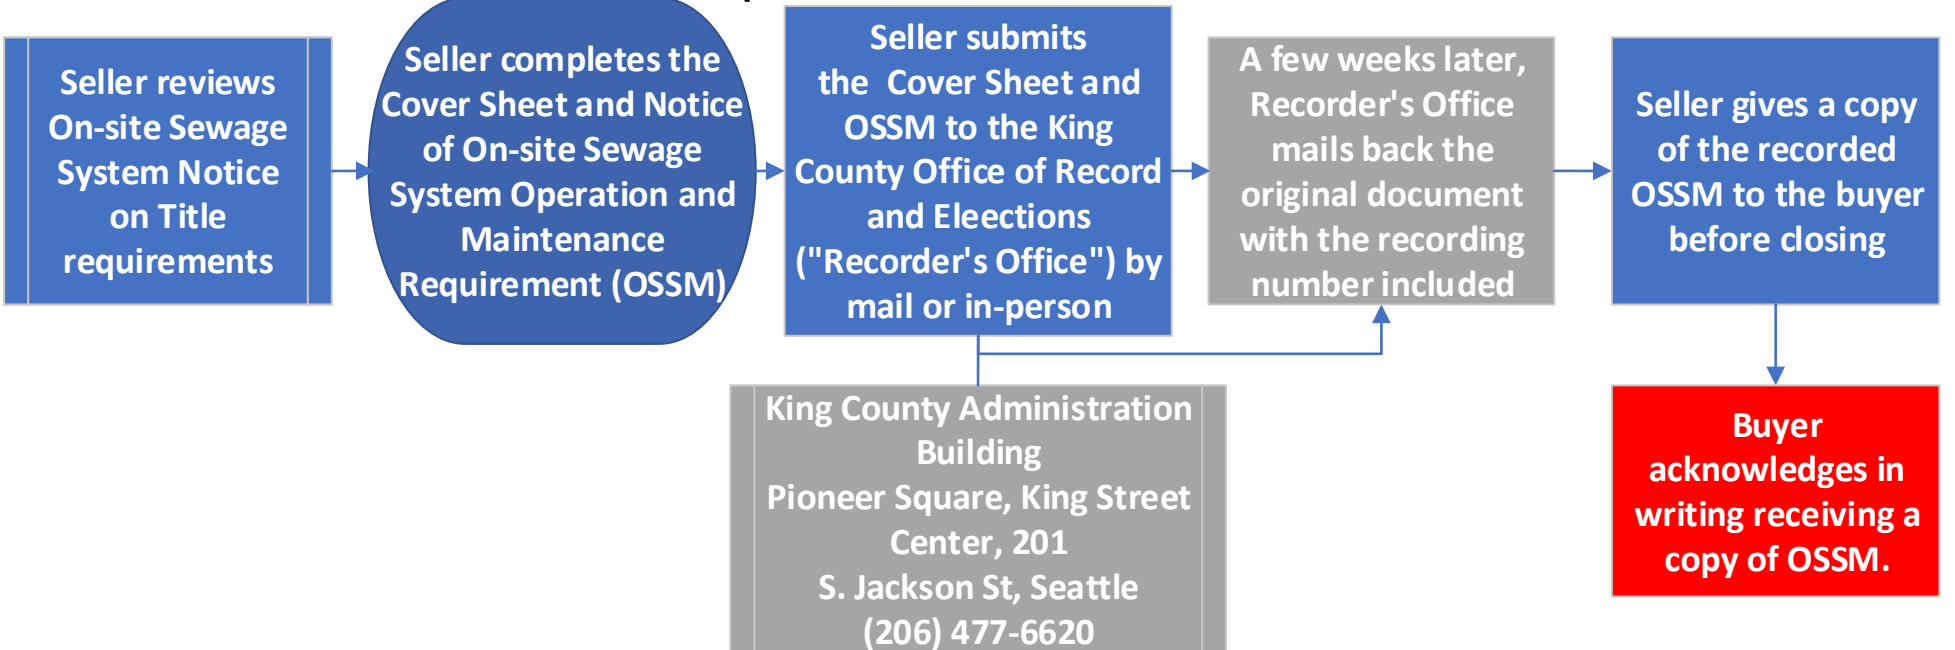 Seller reviews
On-site Sewage
System Notice
on Title
requirements
Seller completes the
Cover Sheet and Notice
of On-site Sewage
System Operation and
Maintenance
Requirement (OSSM)
Seller submits
the Cover Sheet and
OSSM to the King
County Office of Record
and Eleections
("Recorder's Office") by
mail or in-person
A few weeks later,
Recorder's Office
mails back the
original document
with the recording
number included
Seller gives a copy
of the recorded
OSSM to the buyer
before closing
King County Administration
Building
Pioneer Square, King Street
Center, 201
S. Jackson St, Seattle
(206) 477-6620
Buyer
acknowledges in
writing receiving a
copy of OSSM.